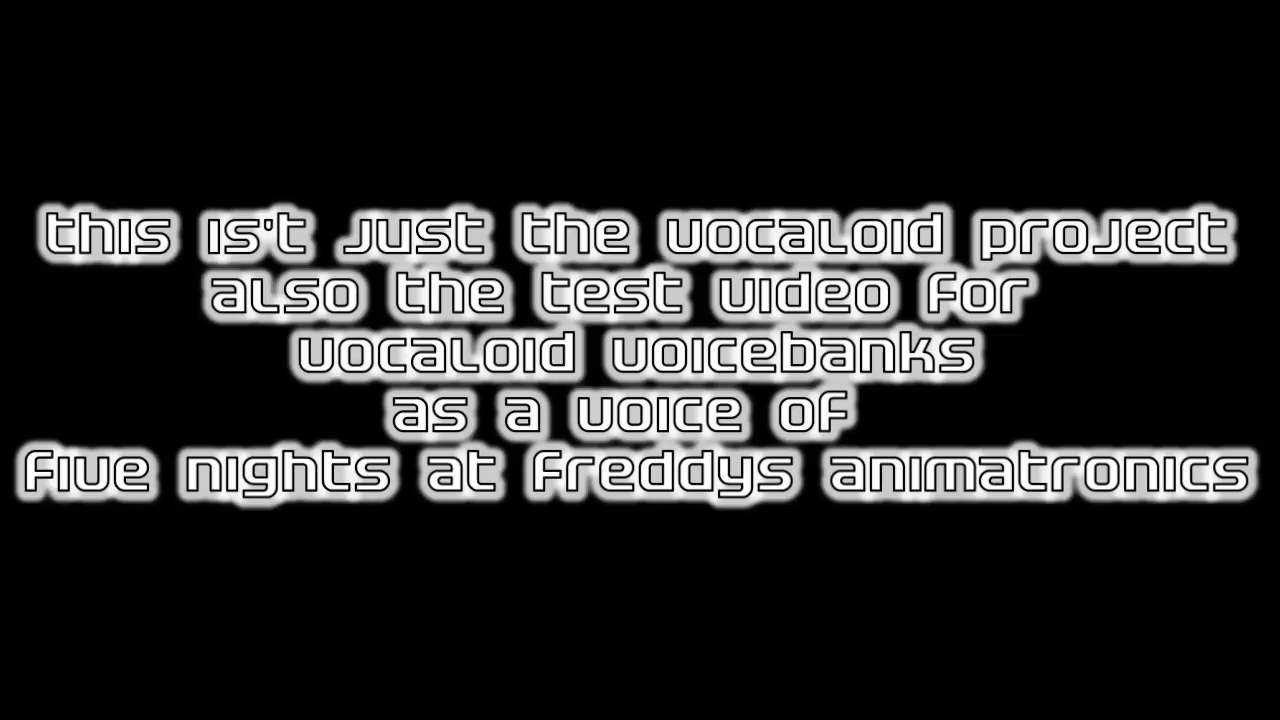 this is't just the vocaloid project
also the test video for
vocaloid voicebanks
as a voice of
five nights at freddys animatronics